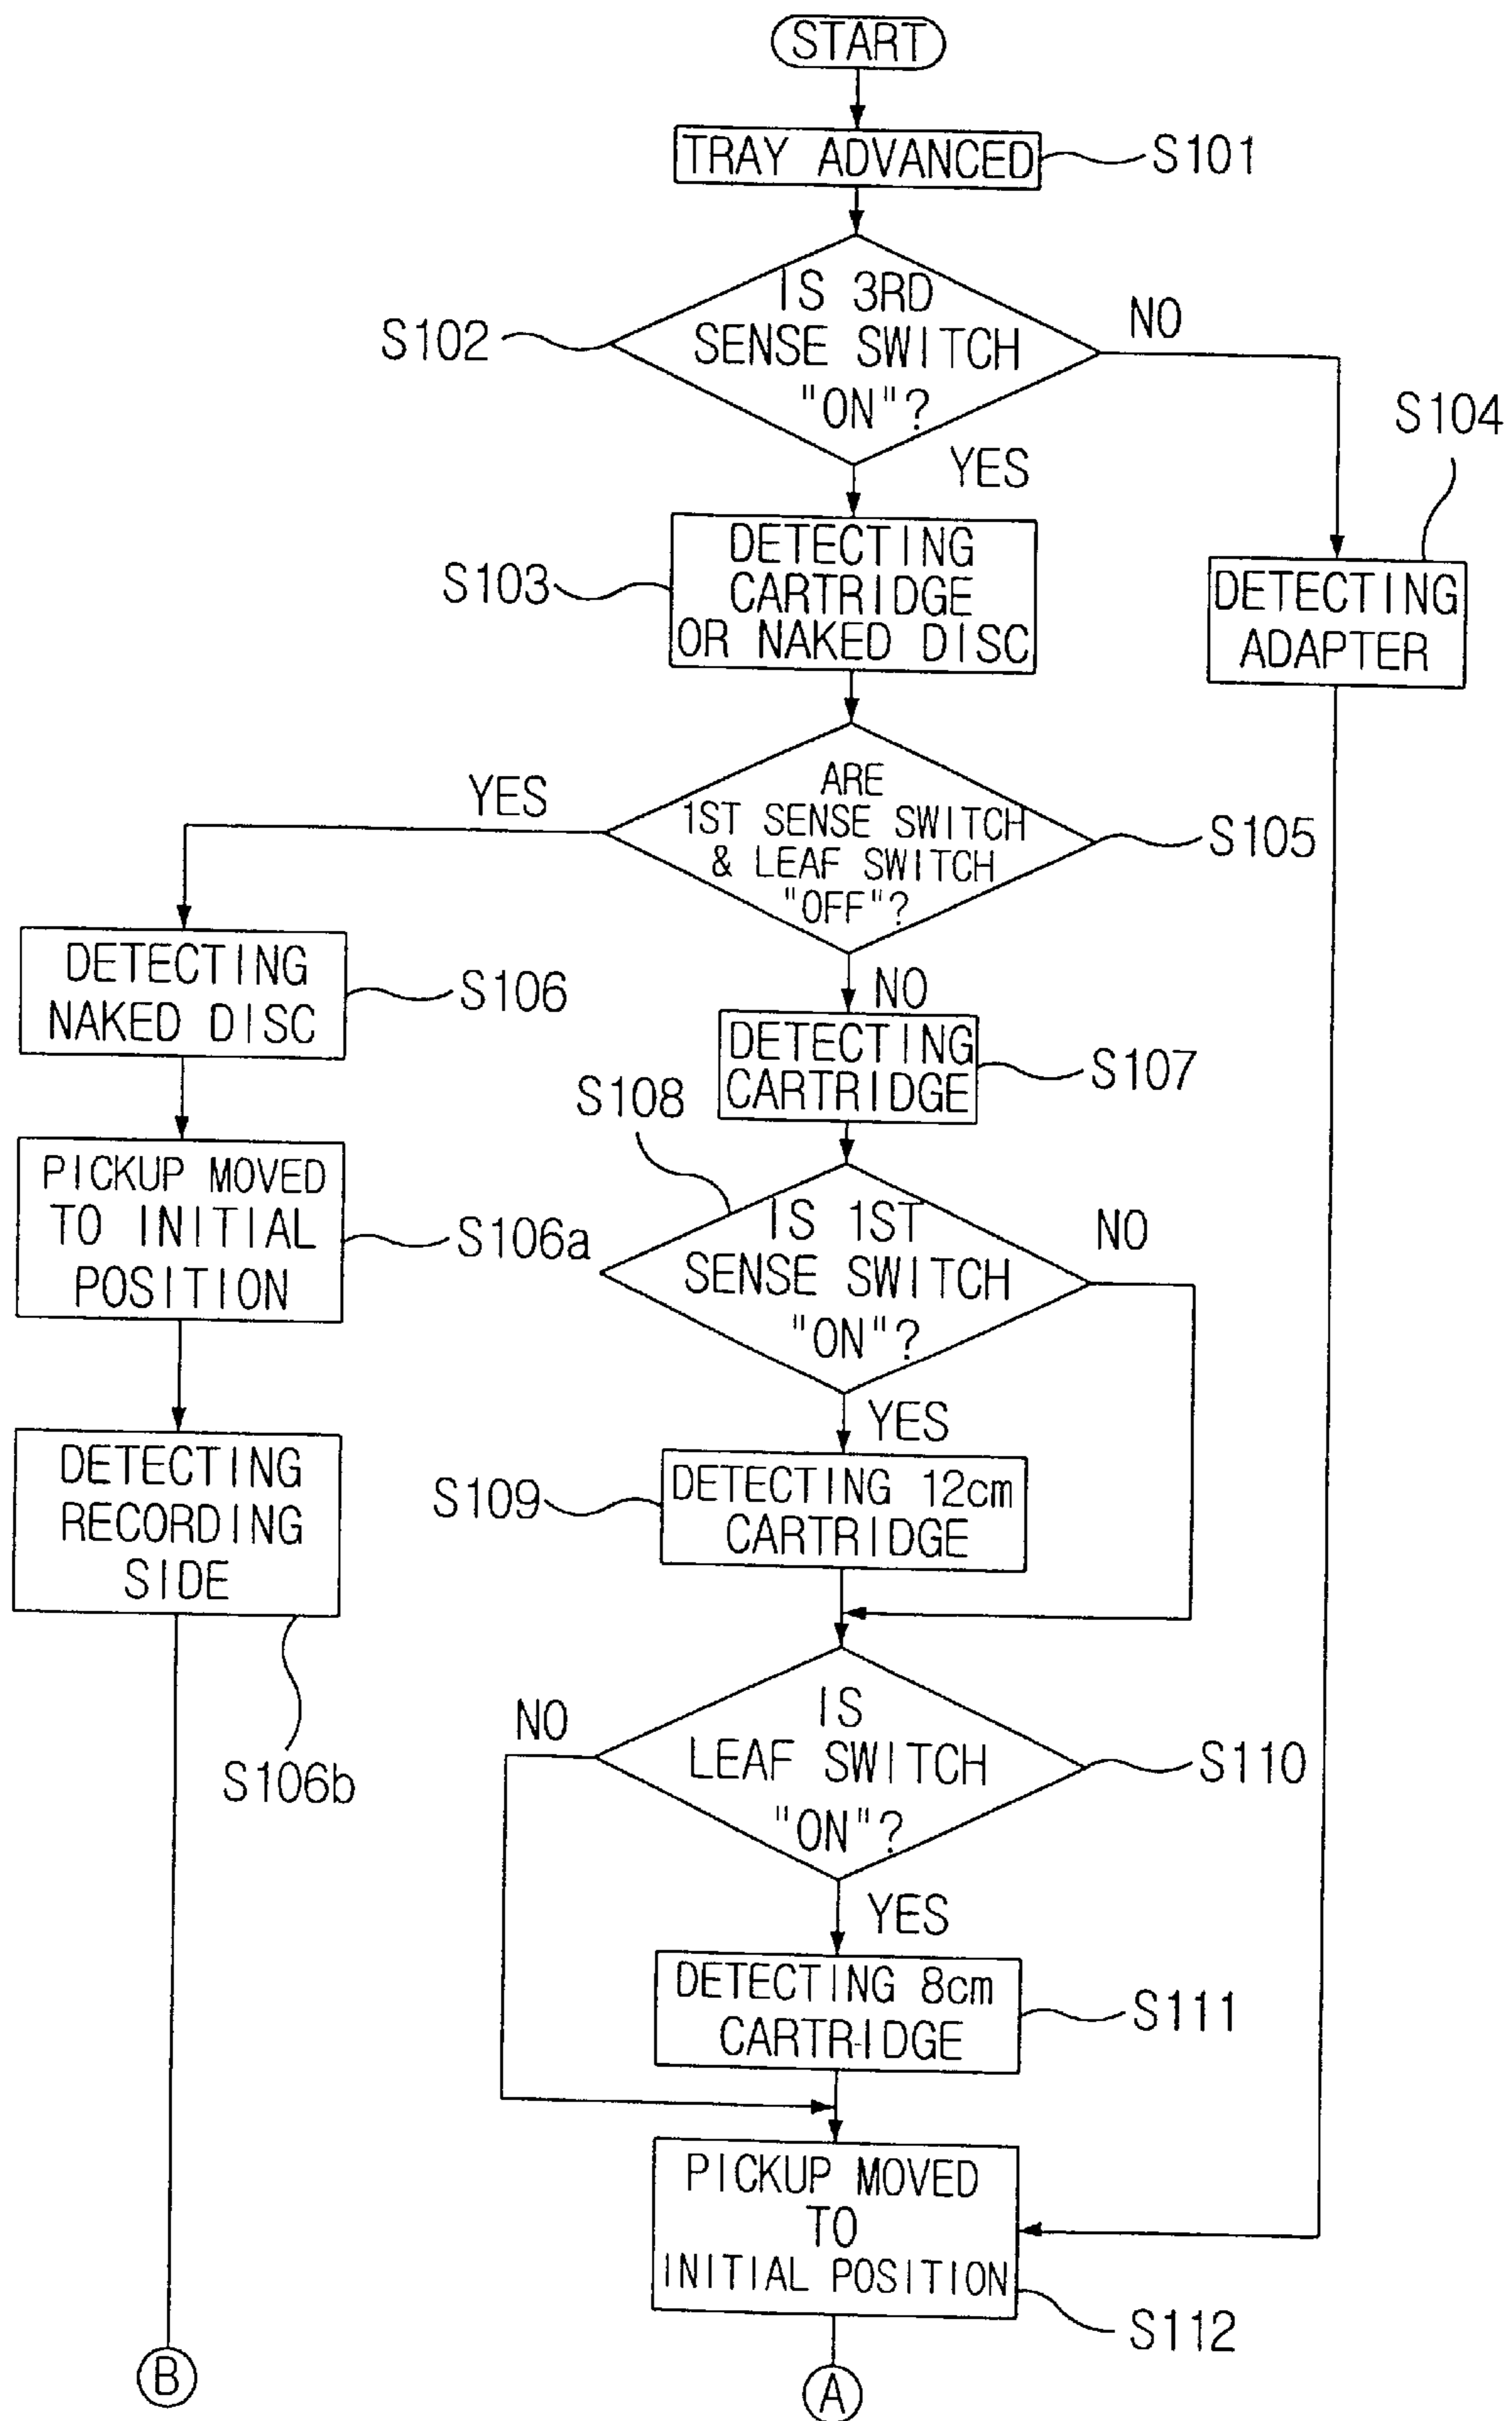 START
TRAY ADVANCED
S101
IS 3RD
SENSE SWITCH
"ON"?
S102
NO
YES
S104
DETECTING
CARTRIDGE
OR NAKED DISC
S103
DETECTING
ADAPTER
ARE
1ST SENSE SWITCH
& LEAF SWITCH
"OFF"?
YES
S105
NO
DETECTING
NAKED DISC
S106
DETECTING
CARTRIDGE
S107
S108
PICKUP MOVED
TO INITIAL
POSITION
S106a
IS 1ST
SENSE SWITCH
"ON"?
NO
YES
DETECTING
RECORDING
SIDE
S106b
S109
DETECTING 12cm
CARTRIDGE
IS
LEAF SWITCH
"ON"?
NO
S110
YES
DETECTING 8cm
CARTRIDGE
S111
PICKUP MOVED
TO
INITIAL POSITION
S112
B
A